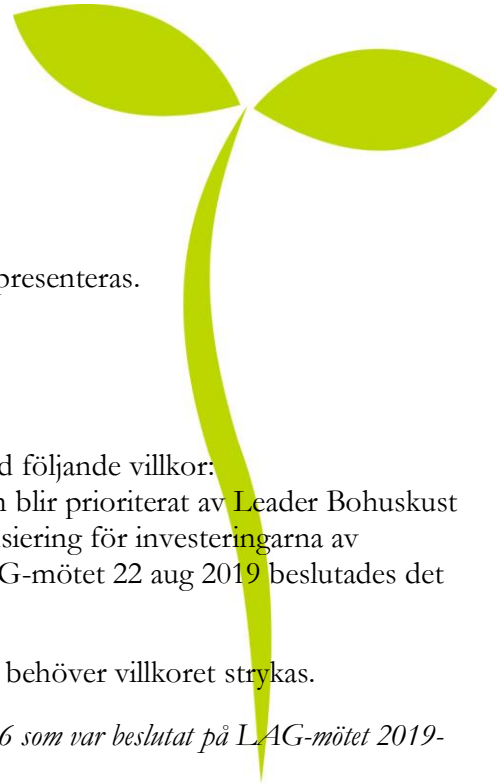 presenteras.
d följande villkor:
n blir prioriterat av Leader Bohuskust
siering för investeringarna av
G-mötet 22 aug 2019 beslutades det
behöver villkoret strykas.
6 som var beslutat på LAG-mötet 2019-